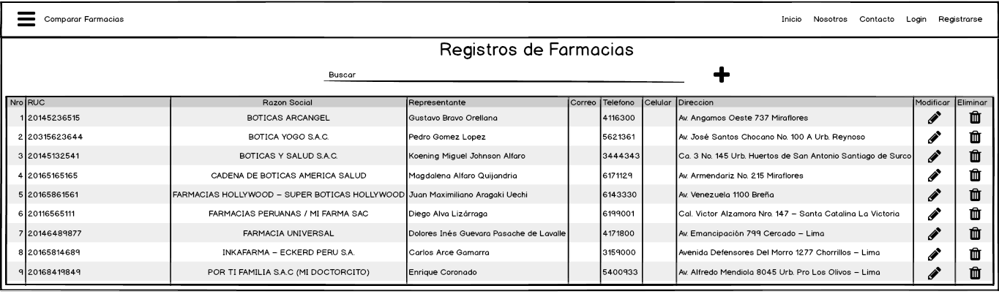 Comparar Farmacias Inicio Nosotros Contacto Login Registrarse
Registros de Farmacias
Buscar
Nro RUC Razon Social Representante Correo Telefono Celular Direccion Modificar Eliminar
1 20145236515 BOTICAS ARCANGEL Gustavo Bravo Orellana 4116300 Av. Angamos Oeste 737 Miraflores
2 20315623644 BOTICA YOGO S.A.C. Pedro Gomez Lopez 5621361 Av. José Santos Chocano No. 100 A Urb. Reynoso
3 20145132541 BOTICAS Y SALUD S.A.C. Koening Miguel Johnson Alfaro 3444343 Ca. 3 No. 145 Urb. Huertos de San Antonio Santiago de Surco
4 20165165165 CADENA DE BOTICAS AMERICA SALUD Magdalena Alfaro Quijandria 6171129 Av. Armendariz No. 215 Miraflores
5 20165861561 FARMACIAS HOLLYWOOD – SUPER BOTICAS HOLLYWOOD Juan Maximiliano Aragaki Uechi 6143330 Av. Venezuela 1100 Breña
6 20116565111 FARMACIAS PERUANAS / MI FARMA SAC Diego Alva Lizárraga 6199001 Cal. Victor Alzamora Nro. 147 – Santa Catalina La Victoria
7 20146489877 FARMACIA UNIVERSAL Dolores Inés Guevara Pasache de Lavalle 4171800 Av. Emancipación 799 Cercado – Lima
8 20165814689 INKAFARMA – ECKERD PERU S.A. Carlos Arce Gamarra 3159000 Avenida Defensores Del Morro 1277 Chorrillos – Lima
9 20168419849 POR TI FAMILIA S.A.C (MI DOCTORCITO) Enrique Coronado 5400933 Av. Alfredo Mendiola 8045 Urb. Pro Los Olivos – Lima